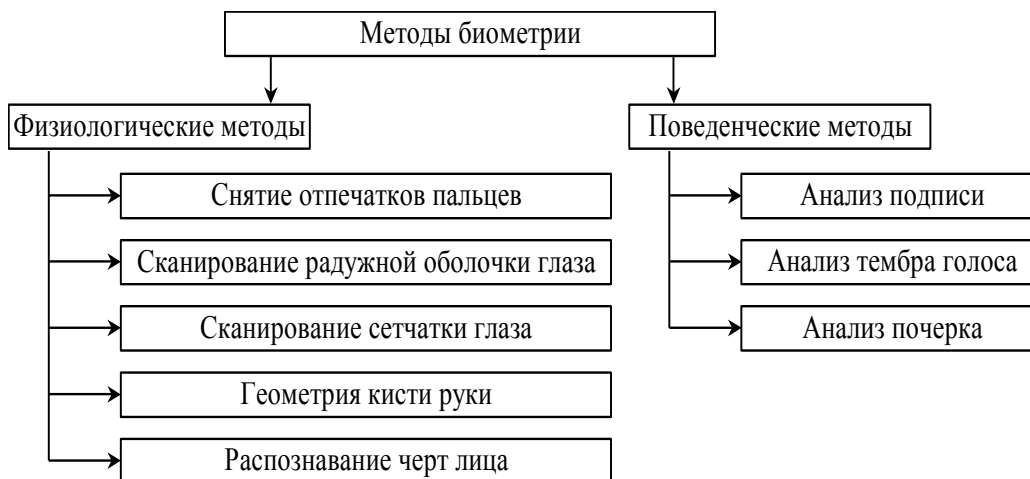 Методы биометрии
Физиологические методы
Поведенческие методы
Снятие отпечатков пальцев
Сканирование радужной оболочки глаза
Сканирование сетчатки глаза
Геометрия кисти руки
Распознавание черт лица
Анализ подписи
Анализ тембра голоса
Анализ почерка